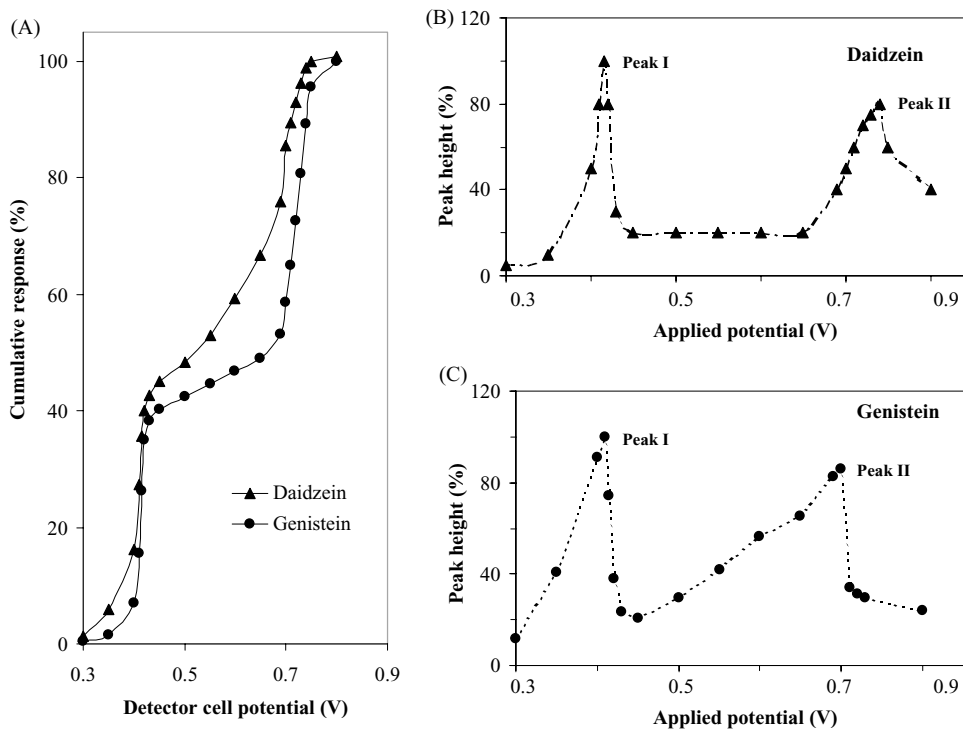 (A)
100
80
60
40
20
0
Cumulative response (%)
Daidzein
Genistein
0.3 0.5 0.7 0.9
Detector cell potential (V)
(B)
120
80
40
0
Peak height (%)
Daidzein
Peak I
Peak II
0.3 0.5 0.7 0.9
Applied potential (V)
(C)
120
80
40
0
Peak height (%)
Genistein
Peak I
Peak II
0.3 0.5 0.7 0.9
Applied potential (V)